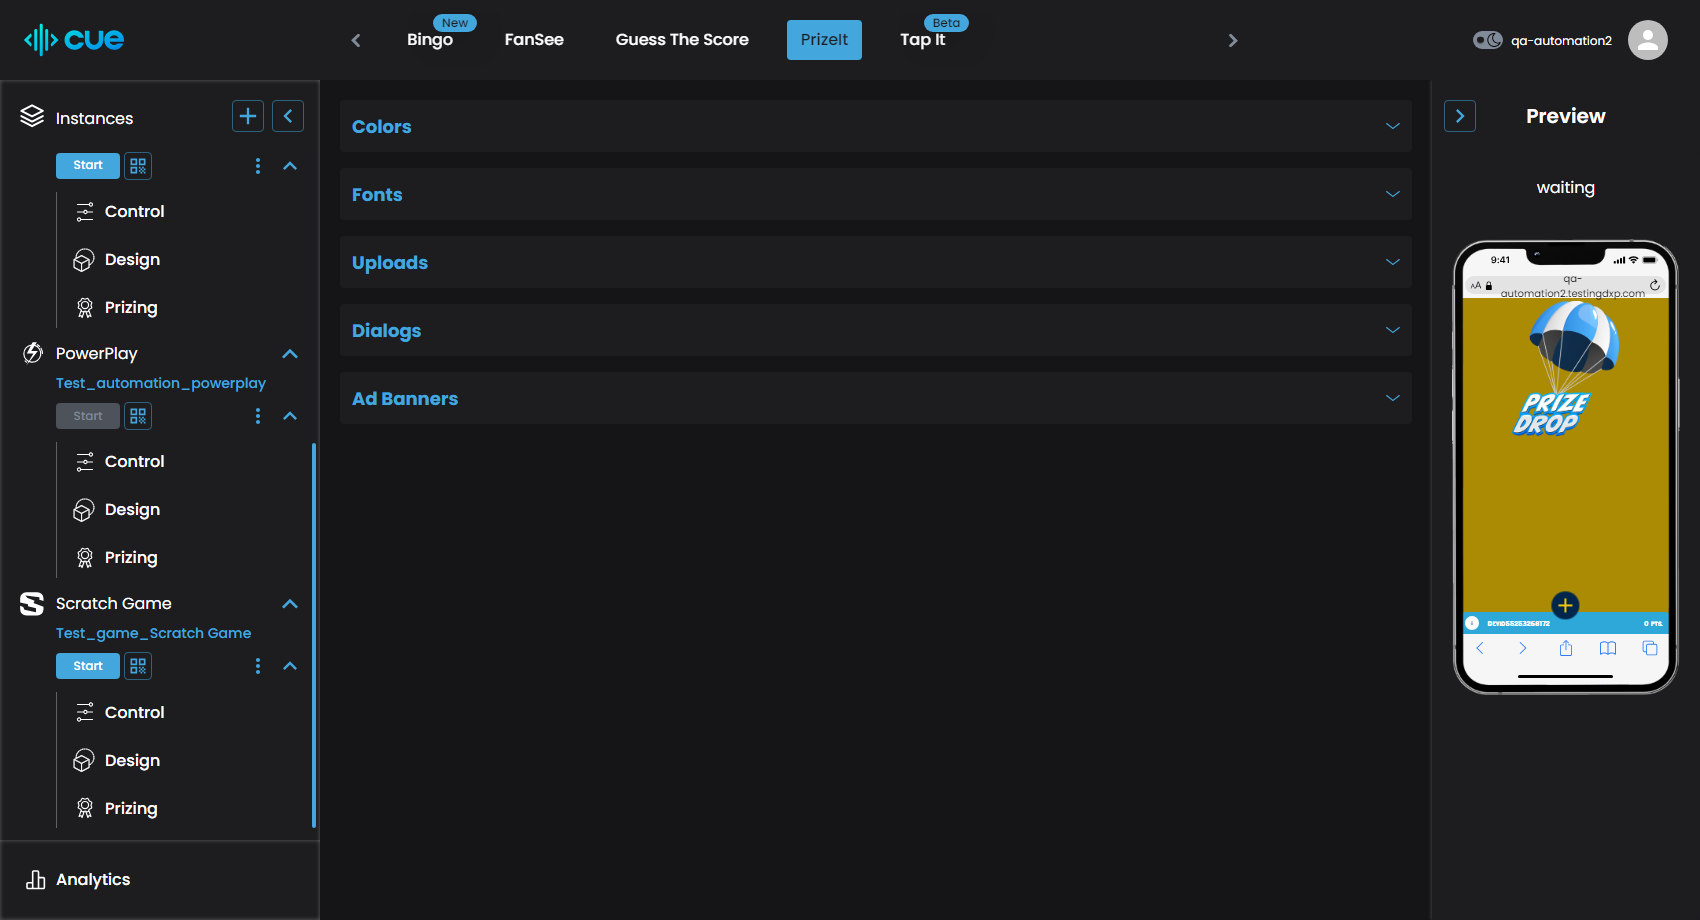 cue
Bingo
New
FanSee
Guess The Score
PrizeIt
Tap It
Beta
qa-automation2
Instances
Start
Control
Design
Prizing
PowerPlay
Test_automation_powerplay
Start
Control
Design
Prizing
Scratch Game
Test_game_Scratch Game
Start
Control
Design
Prizing
Analytics
Colors
Fonts
Uploads
Dialogs
Ad Banners
Preview
waiting
9:41
AA
qa-
automation2.testingdxp.com
PRIZE
DROP
0 PTS.